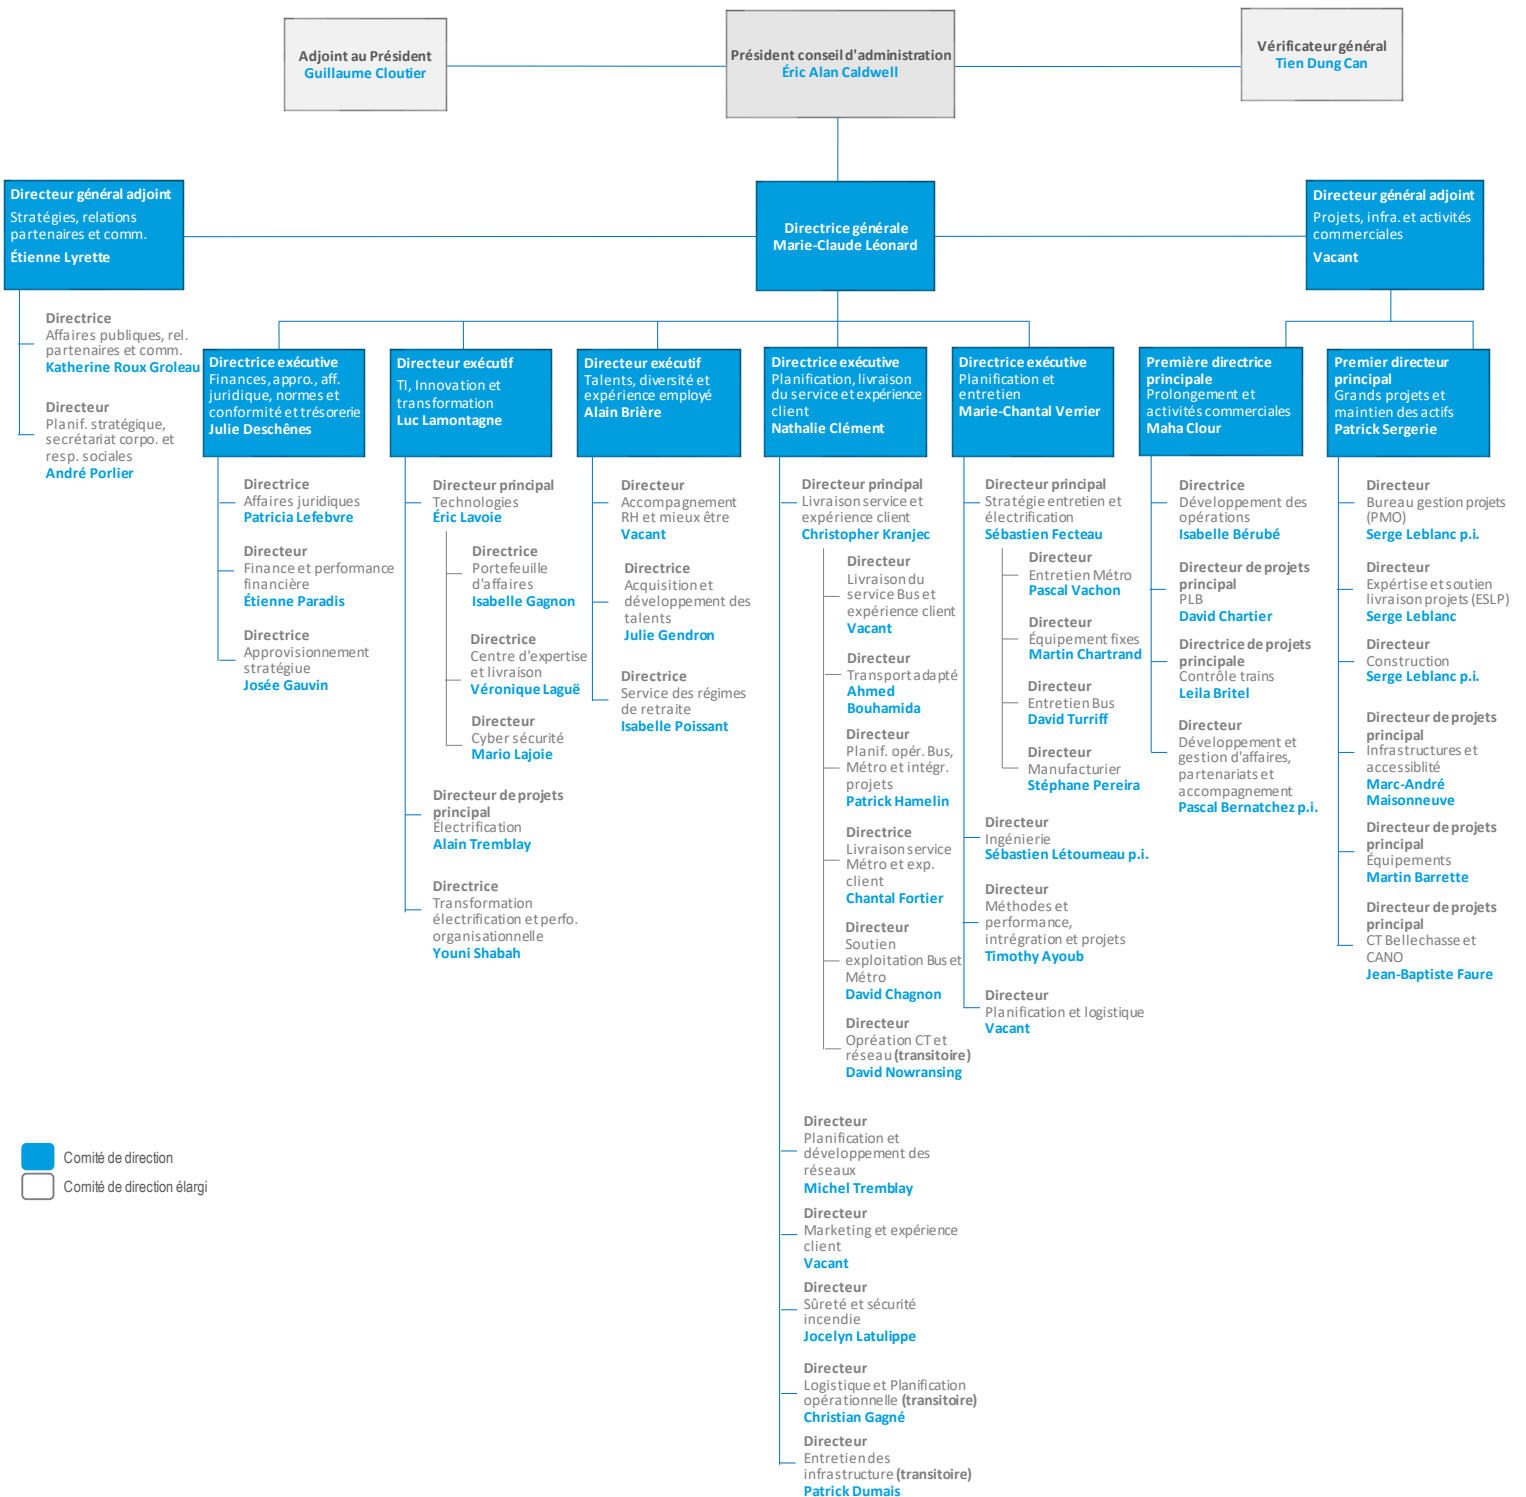 Adjoint au Président
Guillaume Cloutier
Président conseil d'administration
Éric Alan Caldwell
Vérificateur général
Tien Dung Can
Directeur général adjoint
Stratégies, relations
partenaires et comm.
Étienne Lyrette
Directrice générale
Marie-Claude Léonard
Directeur général adjoint
Projets, infra. et activités
commerciales
Vacant
Directrice
Affaires publiques, rel.
partenaires et comm.
Katherine Roux Groleau
Directeur
Planif. stratégique,
secrétariat corpo. et
resp. sociales
André Porlier
Directrice exécutive
Finances, appro., aff.
juridique, normes et
conformité et trésorerie
Julie Deschênes
Directrice
Affaires juridiques
Patricia Lefebvre
Directeur
Finance et performance
financière
Étienne Paradis
Directrice
Approvisionnement
stratégiue
Josée Gauvin
Directeur exécutif
TI, Innovation et
transformation
Luc Lamontagne
Directeur principal
Technologies
Éric Lavoie
Directrice
Portefeuille
d'affaires
Isabelle Gagnon
Directrice
Centre d'expertise
et livraison
Véronique Laguë
Directeur
Cyber sécurité
Mario Lajoie
Directeur de projets
principal
Électrification
Alain Tremblay
Directrice
Transformation
électrification et perfo.
organisationnelle
Youni Shabah
Directeur exécutif
Talents, diversité et
expérience employé
Alain Brière
Directeur
Accompagnement
RH et mieux être
Vacant
Directrice
Acquisition et
développement des
talents
Julie Gendron
Directrice
Service des régimes
de retraite
Isabelle Poissant
Directrice exécutive
Planification, livraison
du service et expérience
client
Nathalie Clément
Directeur principal
Livraison service et
expérience client
Christopher Kranjec
Directeur
Livraison du
service Bus et
expérience client
Vacant
Directeur
Transport adapté
Ahmed
Bouhamida
Directeur
Planif. opér. Bus,
Métro et intégr.
projets
Patrick Hamelin
Directrice
Livraison service
Métro et exp.
client
Chantal Fortier
Directeur
Soutien
exploitation Bus et
Métro
David Chagnon
Directeur
Opréation CT et
réseau (transitoire)
David Nowransing
Directeur
Planification et
développement des
réseaux
Michel Tremblay
Directeur
Marketing et expérience
client
Vacant
Directeur
Sûreté et sécurité
incendie
Jocelyn Latulippe
Directeur
Logistique et Planification
opérationnelle (transitoire)
Christian Gagné
Directeur
Entretien des
infrastructure (transitoire)
Patrick Dumais
Directrice exécutive
Planification et
entretien
Marie-Chantal Verrier
Directeur principal
Stratégie entretien et
électrification
Sébastien Fecteau
Directeur
Entretien Métro
Pascal Vachon
Directeur
Équipement fixes
Martin Chartrand
Directeur
Entretien Bus
David Turriff
Directeur
Manufacturier
Stéphane Pereira
Directeur
Ingénierie
Sébastien Létourneau p.i.
Directeur
Méthodes et
performance,
intrégration et projets
Timothy Ayoub
Directeur
Planification et logistique
Vacant
Première directrice
principale
Prolongement et
activités commerciales
Maha Clour
Directrice
Développement des
opérations
Isabelle Bérubé
Directeur de projets
principal
PLB
David Chartier
Directrice de projets
principale
Contrôle trains
Leila Britel
Directeur
Développement et
gestion d'affaires,
partenariats et
accompagnement
Pascal Bernatchez p.i.
Premier directeur
principal
Grands projets et
maintien des actifs
Patrick Sergerie
Directeur
Bureau gestion projets
(PMO)
Serge Leblanc p.i.
Directeur
Expértise et soutien
livraison projets (ESLP)
Serge Leblanc
Directeur
Construction
Serge Leblanc p.i.
Directeur de projets
principal
Infrastructures et
accessiblité
Marc-André
Maisonneuve
Directeur de projets
principal
Équipements
Martin Barrette
Directeur de projets
principal
CT Bellechasse et
CANO
Jean-Baptiste Faure
Comité de direction
Comité de direction élargi